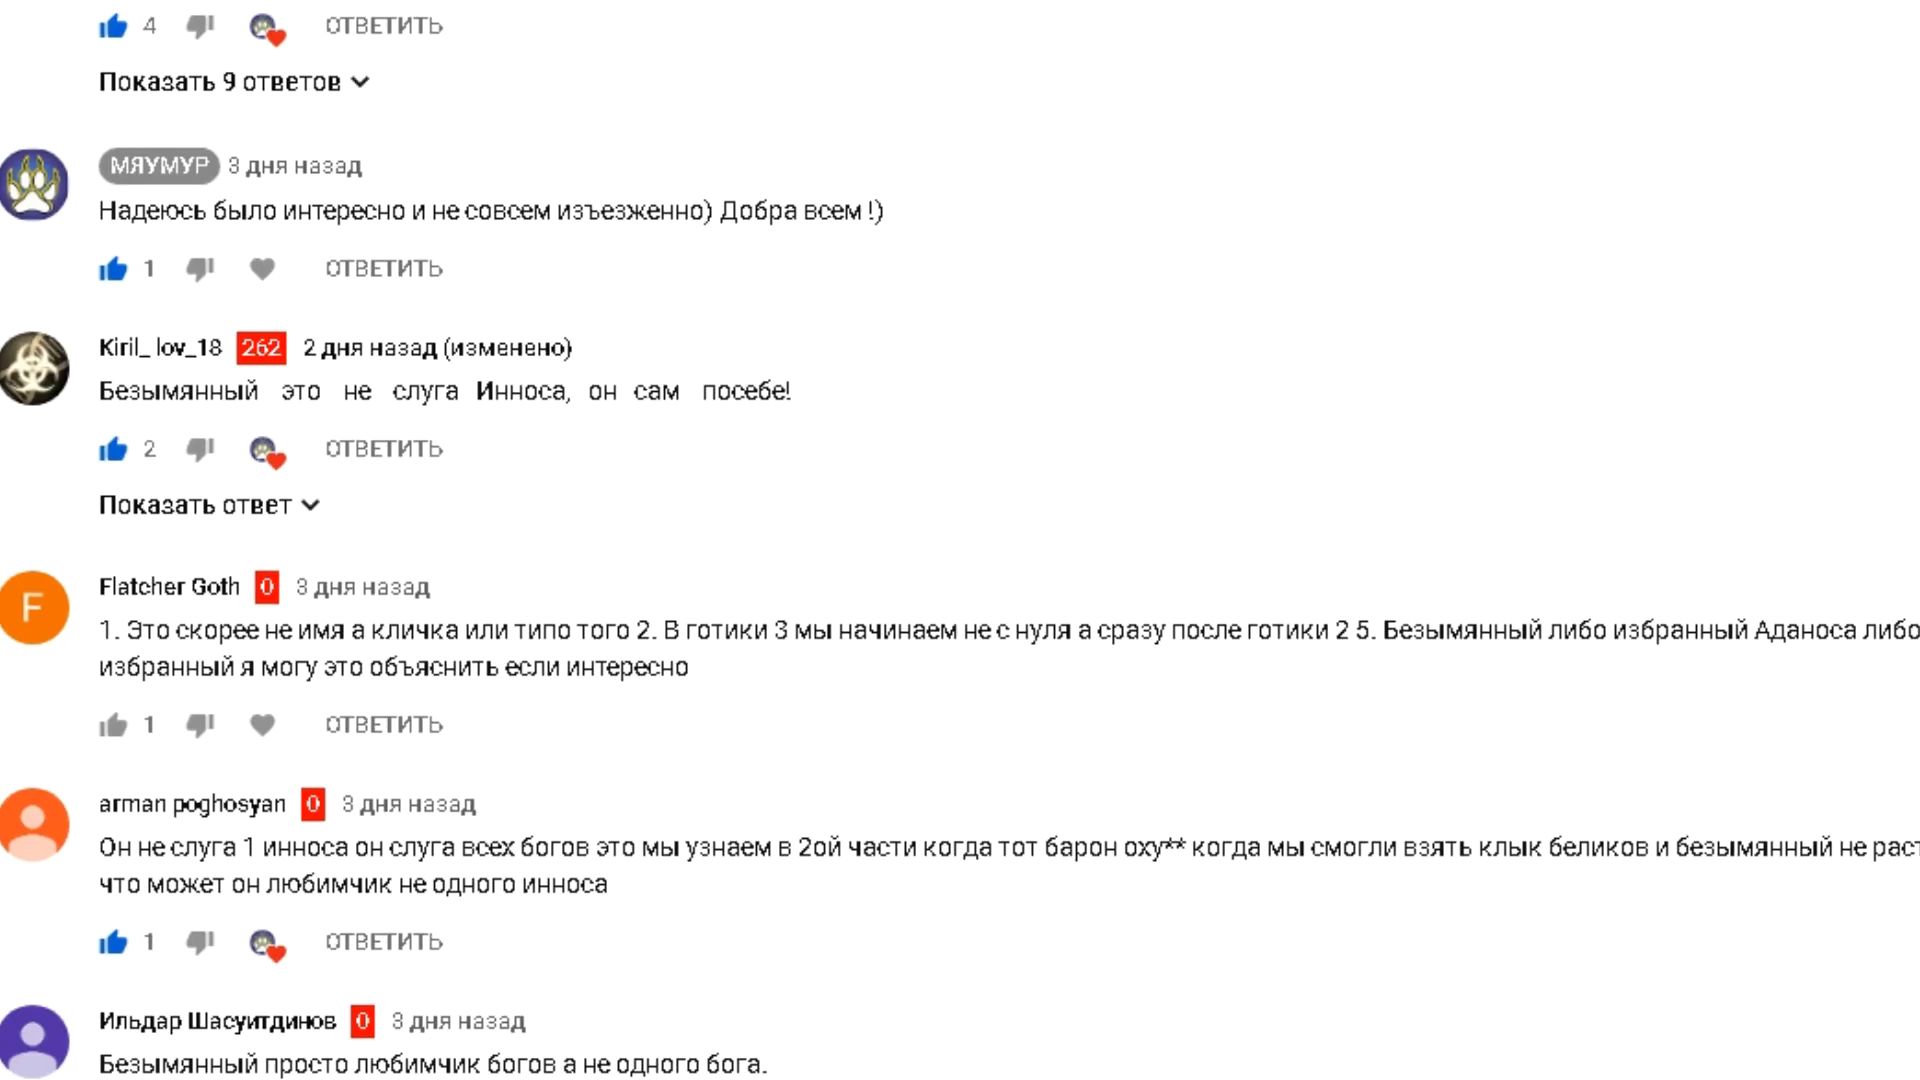 4 ОТВЕТИТЬ
Показать 9 ответов
МЯУМУР 3 дня назад
Надеюсь было интересно и не совсем изъезженно) Добра всем !)
1 ОТВЕТИТЬ
Kiril_ lov_18 262 2 дня назад (изменено)
Безымянный это не слуга Инноса, он сам посебе!
2 ОТВЕТИТЬ
Показать ответ
F
Flatcher Goth 0 3 дня назад
1. Это скорее не имя а кличка или типо того 2. В готики 3 мы начинаем не с нуля а сразу после готики 2 5. Безымянный либо избранный Аданоса либо
избранный я могу это объяснить если интересно
1 ОТВЕТИТЬ
arman poghosyan 0 3 дня назад
Он не слуга 1 инноса он слуга всех богов это мы узнаем в 2ой части когда тот барон оху** когда мы смогли взять клык беликов и безымянный не раст
что может он любимчик не одного инноса
1 ОТВЕТИТЬ
Ильдар Шасуитдинов 0 3 дня назад
Безымянный просто любимчик богов а не одного бога.